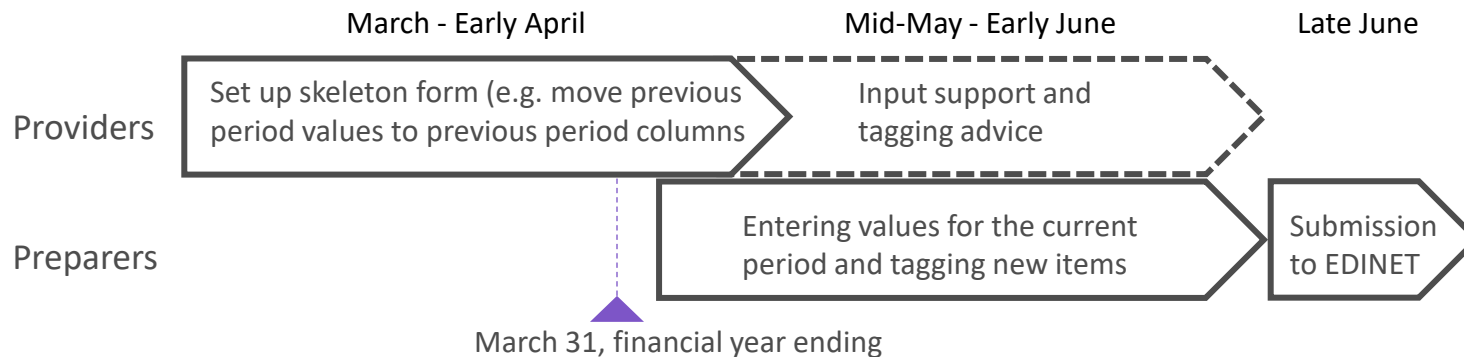 March - Early April
Mid-May - Early June
Late June
Providers
Set up skeleton form (e.g. move previous
period values to previous period columns
Input support and
tagging advice
Preparers
Entering values for the current
period and tagging new items
Submission
to EDINET
March 31, financial year ending